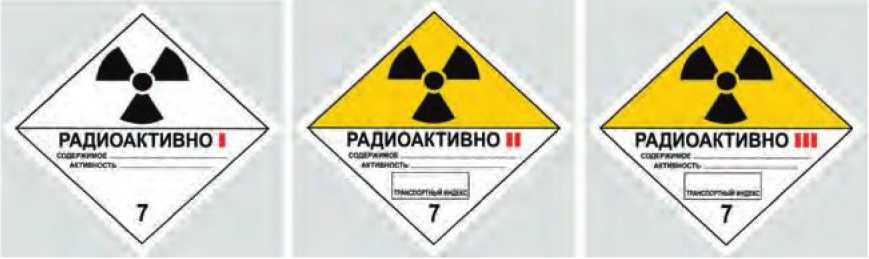 РАДИОАКТИВНО I
СОДЕРЖИМОЕ
АКТИВНОСТЬ
7
РАДИОАКТИВНО II
СОДЕРЖИМОЕ
АКТИВНОСТЬ
ТРАНСПОРТНЫЙ ИНДЕКС
7
РАДИОАКТИВНО III
СОДЕРЖИМОЕ
АКТИВНОСТЬ
ТРАНСПОРТНЫЙ ИНДЕКС
7